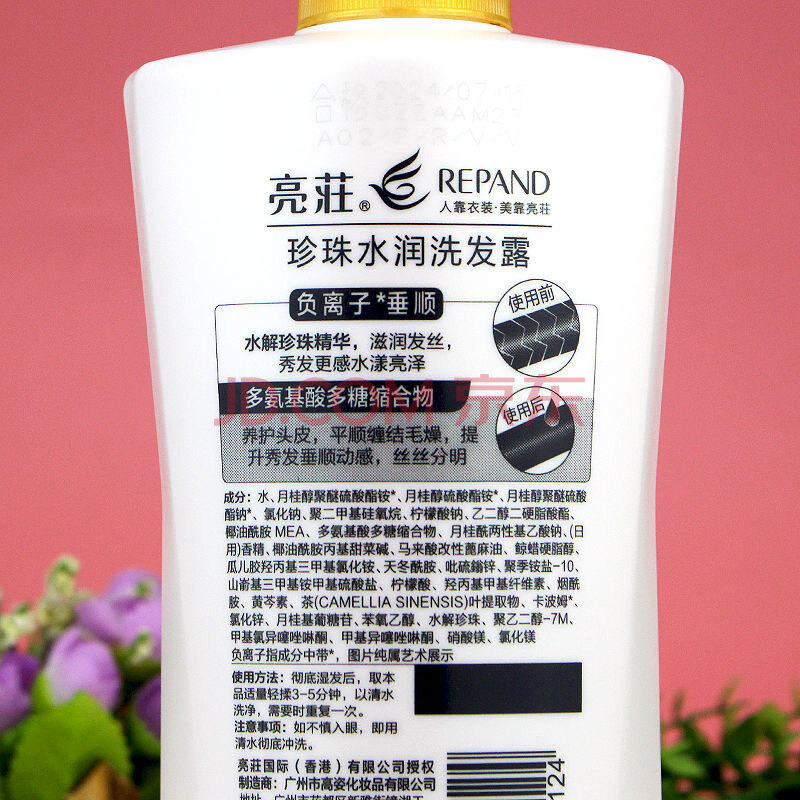 2024/07
亮莊® REPAND
人靠衣装·美靠亮莊
珍珠水润洗发露
负离子*垂顺
使用前
水解珍珠精华，滋润发丝，
秀发更感水漾亮泽
JD.COM 京东
多氨基酸多糖缩合物
使用后
养护头皮，平顺缠结毛燥，提
升秀发垂顺动感，丝丝分明
成分：水、月桂醇聚醚硫酸酯铵*、月桂醇硫酸酯铵*、月桂醇聚醚硫酸
酯钠*、氯化钠、聚二甲基硅氧烷、柠檬酸钠、乙二醇二硬脂酸酯、
椰油酰胺 MEA、多氨基酸多糖缩合物、月桂酰两性基乙酸钠、(日
用)香精、椰油酰胺丙基甜菜碱、马来酸改性蓖麻油、鲸蜡硬脂醇、
瓜儿胶羟丙基三甲基氯化铵、天冬酰胺、吡硫鎓锌、聚季铵盐-10、
山嵛基三甲基铵甲基硫酸盐、柠檬酸、羟丙基甲基纤维素、烟酰
胺、黄芩素、茶(CAMELLIA SINENSIS)叶提取物、卡波姆*、
氯化锌、月桂基葡糖苷、苯氧乙醇、水解珍珠、聚乙二醇-7M、
甲基氯异噻唑啉酮、甲基异噻唑啉酮、硝酸镁、氯化镁
负离子指成分中带*，图片纯属艺术展示
使用方法：彻底湿发后，取本
品适量轻揉3-5分钟，以清水
洗净，需要时重复一次。
注意事项：如不慎入眼，即用
清水彻底冲洗。
亮莊国际（香港）有限公司授权
制造商：广州市高姿化妆品有限公司
124